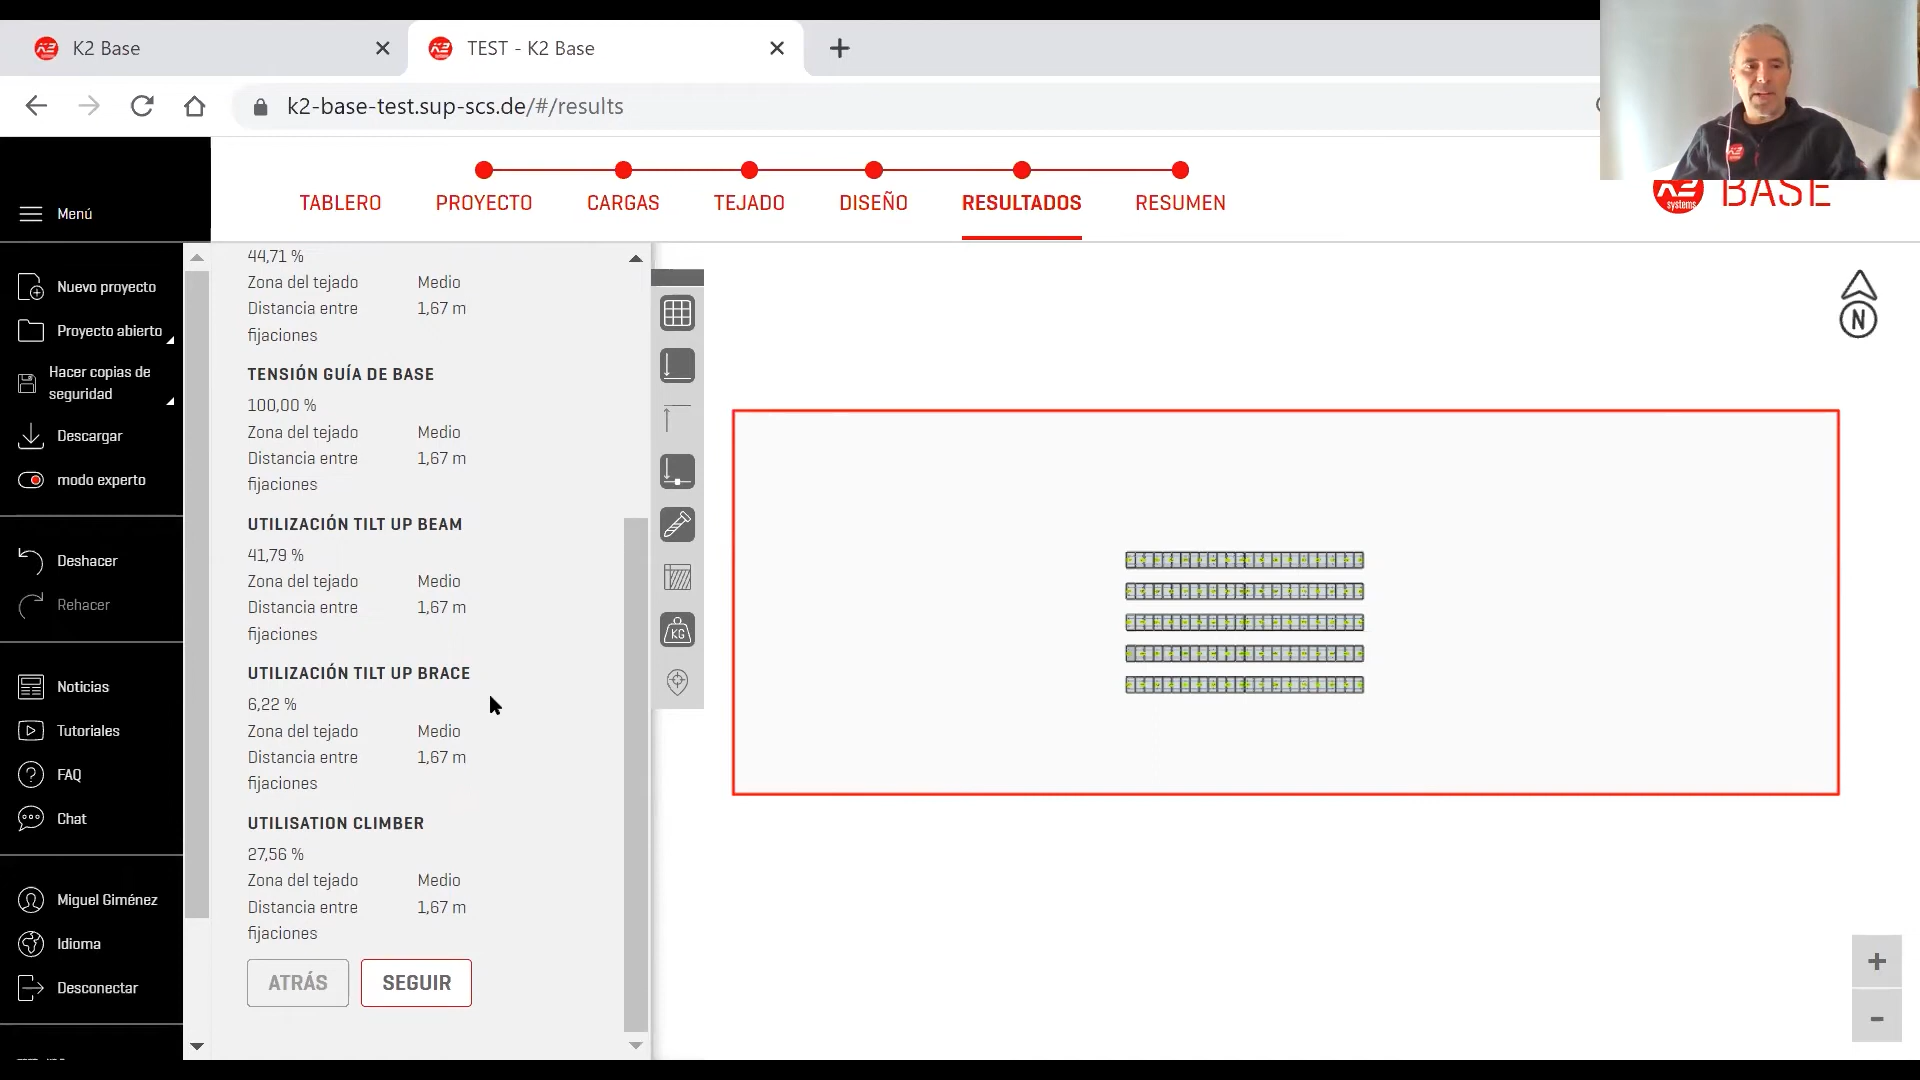 K2 Base
TEST - K2 Base
k2-base-test.sup-scs.de/#/results
Menú
TABLERO
PROYECTO
CARGAS
TEJADO
DISEÑO
RESULTADOS
RESUMEN
K2 systems BASE
Nuevo proyecto
Proyecto abierto
Hacer copias de
seguridad
Descargar
modo experto
Deshacer
Rehacer
Noticias
Tutoriales
FAQ
Chat
Miguel Giménez
Idioma
Desconectar
44,71 %
Zona del tejado Medio
Distancia entre 1,67 m
fijaciones
TENSIÓN GUÍA DE BASE
100,00 %
Zona del tejado Medio
Distancia entre 1,67 m
fijaciones
UTILIZACIÓN TILT UP BEAM
41,79 %
Zona del tejado Medio
Distancia entre 1,67 m
fijaciones
UTILIZACIÓN TILT UP BRACE
6,22 %
Zona del tejado Medio
Distancia entre 1,67 m
fijaciones
UTILISATION CLIMBER
27,56 %
Zona del tejado Medio
Distancia entre 1,67 m
fijaciones
ATRÁS
SEGUIR
KG
N
+
-